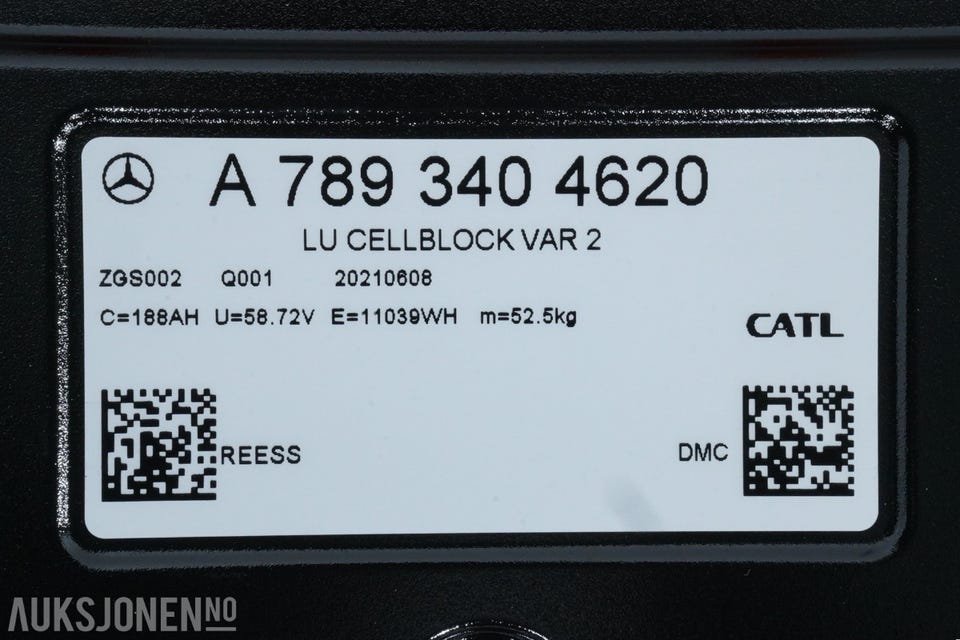 A 789 340 4620
LU CELLBLOCK VAR 2
ZGS002 Q001 20210608
C=188AH U=58.72V E=11039WH m=52.5kg
CATL
REESS DMC
AUKSJONEN.NO